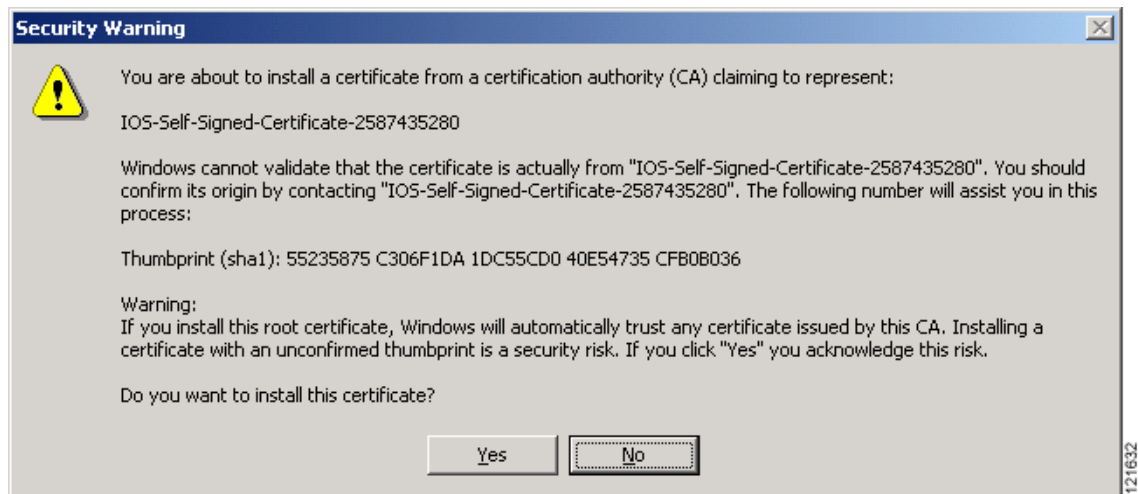 Security Warning
You are about to install a certificate from a certification authority (CA) claiming to represent:
IOS-Self-Signed-Certificate-2587435280
Windows cannot validate that the certificate is actually from "IOS-Self-Signed-Certificate-2587435280". You should
confirm its origin by contacting "IOS-Self-Signed-Certificate-2587435280". The following number will assist you in this
process:
Thumbprint (sha1): 55235875 C306F1DA 1DC55CD0 40E54735 CFB0B036
Warning:
If you install this root certificate, Windows will automatically trust any certificate issued by this CA. Installing a
certificate with an unconfirmed thumbprint is a security risk. If you click "Yes" you acknowledge this risk.
Do you want to install this certificate?
Yes
No
121632